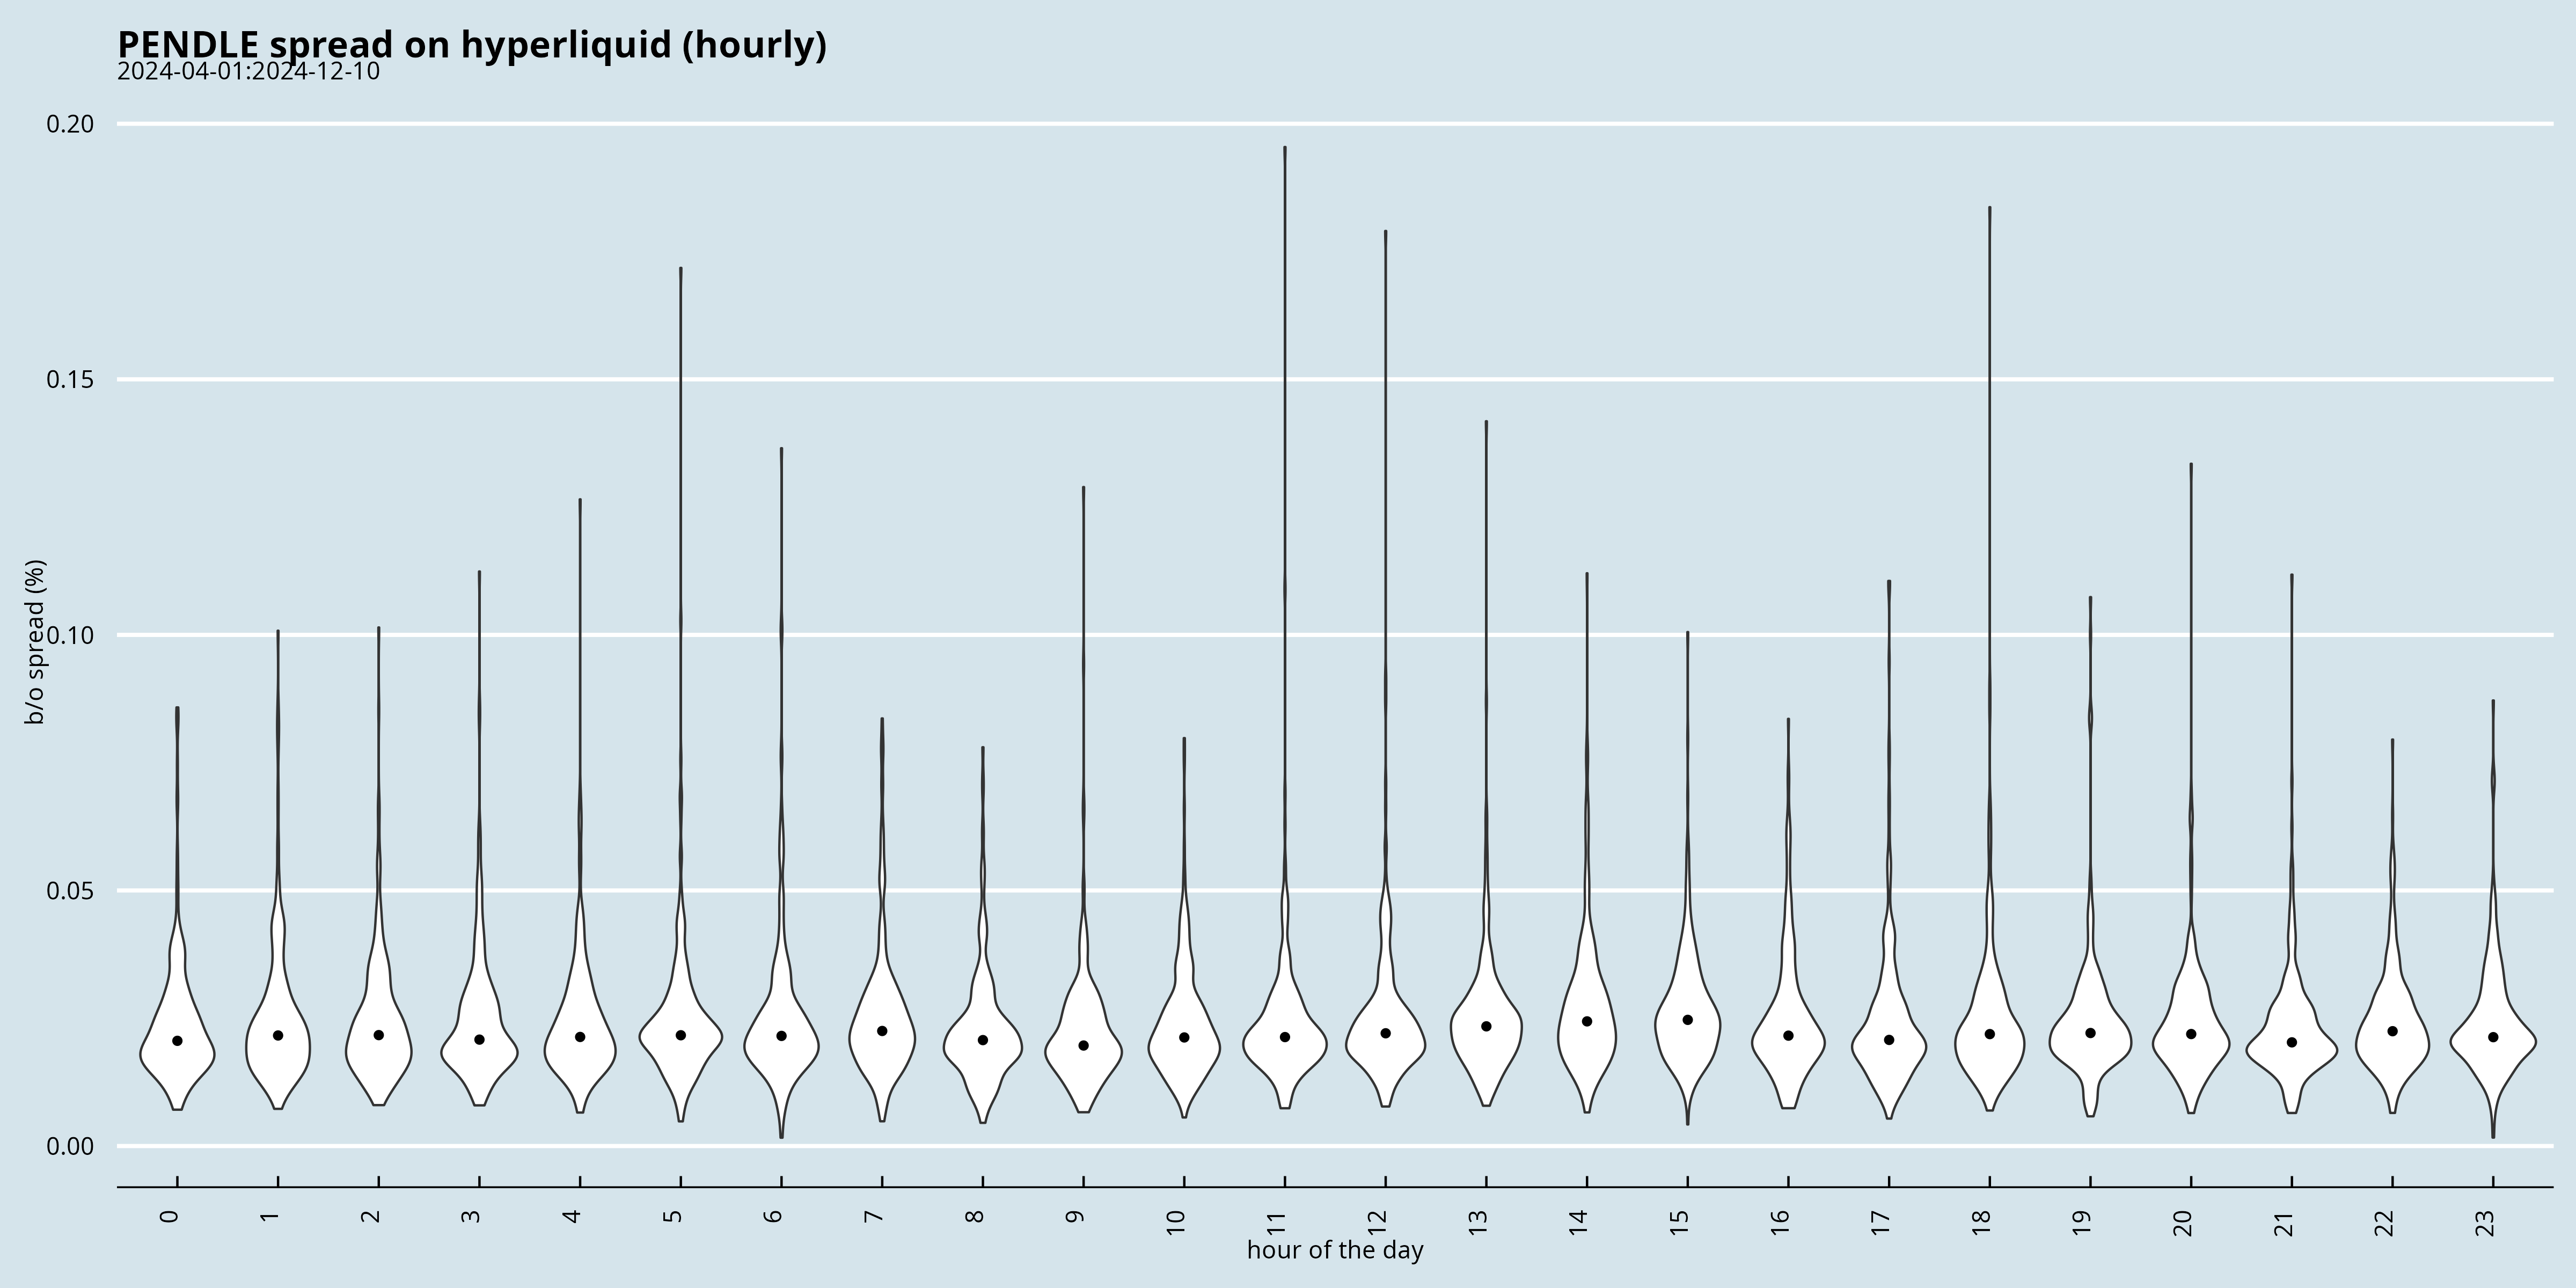 PENDLE spread on hyperliquid (hourly)
2024-04-01:2024-12-10
0.20
0.15
0.10
0.05
0.00
b/o spread (%)
0 1 2 3 4 5 6 7 8 9 10 11 12 13 14 15 16 17 18 19 20 21 22 23
hour of the day